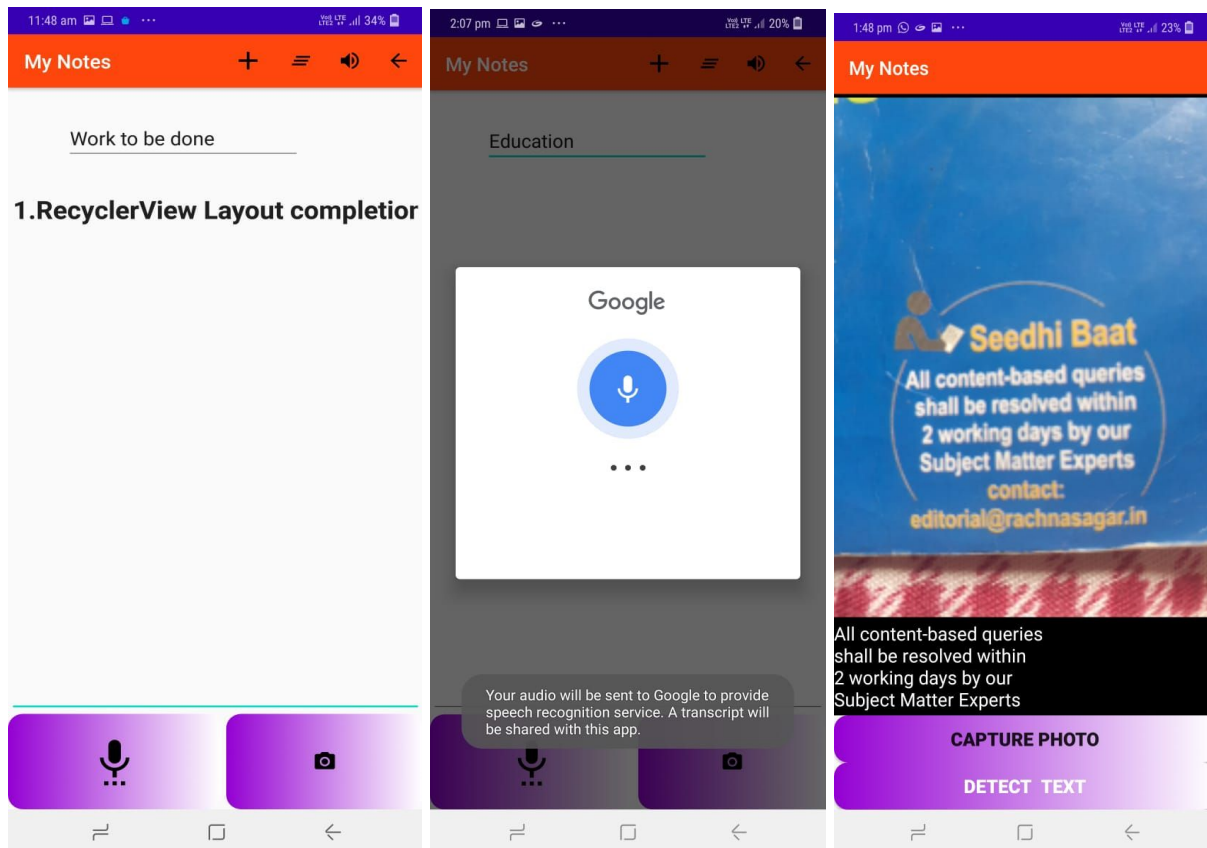 11:48 am
34%
My Notes
Work to be done
1.RecyclerView Layout completior
2:07 pm
20%
My Notes
Education
Google
Your audio will be sent to Google to provide
speech recognition service. A transcript will
be shared with this app.
1:48 pm
23%
My Notes
Seedhi Baat
All content-based queries
shall be resolved within
2 working days by our
Subject Matter Experts
contact:
editorial@rachnasagar.in
All content-based queries
shall be resolved within
2 working days by our
Subject Matter Experts
CAPTURE PHOTO
DETECT TEXT